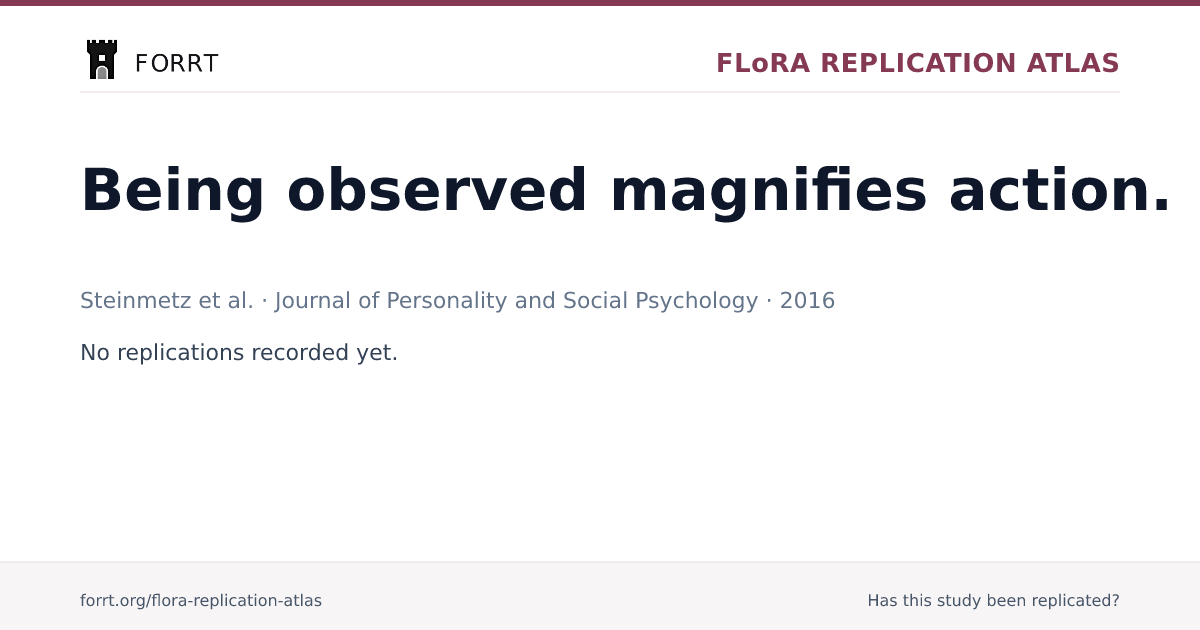 FORRT
FLoRA REPLICATION ATLAS
Being observed magnifies action.
Steinmetz et al. · Journal of Personality and Social Psychology · 2016
No replications recorded yet.
forrt.org/flora-replication-atlas
Has this study been replicated?